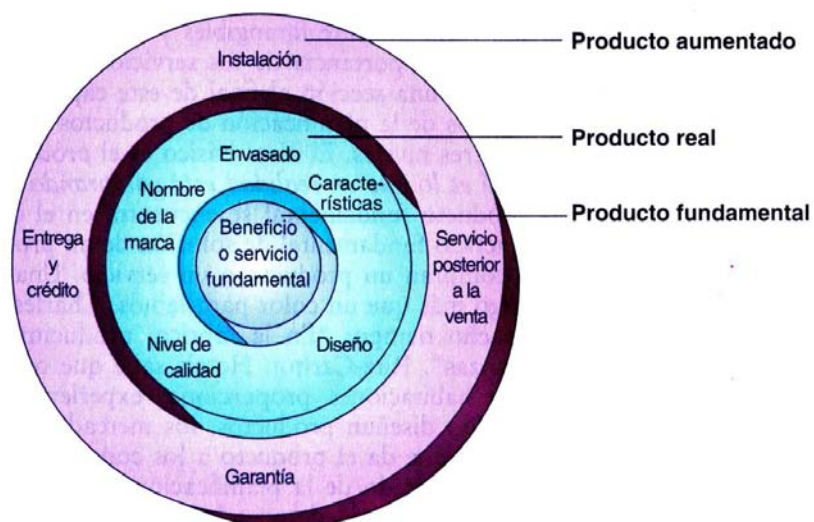 Instalación
Producto aumentado
Envasado
Producto real
Nombre
de la
marca
Caracte-
rísticas
Producto fundamental
Beneficio
o servicio
fundamental
Entrega
y
crédito
Servicio
posterior
a la
venta
Nivel de
calidad
Diseño
Garantía